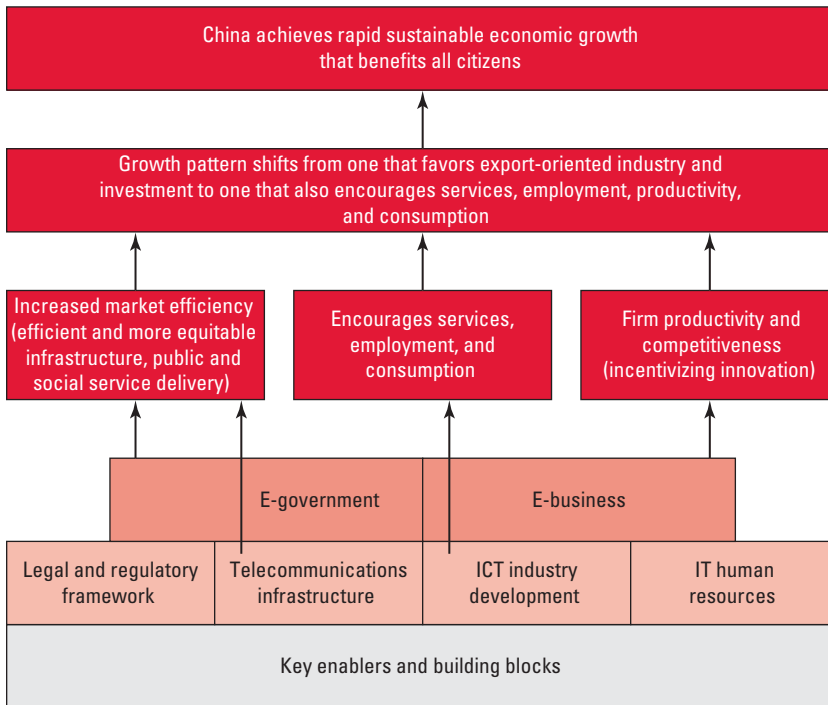 China achieves rapid sustainable economic growth
that benefits all citizens
Growth pattern shifts from one that favors export-oriented industry and
investment to one that also encourages services, employment, productivity,
and consumption
Increased market efficiency
(efficient and more equitable
infrastructure, public and
social service delivery)
Encourages services,
employment, and
consumption
Firm productivity and
competitiveness
(incentivizing innovation)
E-government
E-business
Legal and regulatory
framework
Telecommunications
infrastructure
ICT industry
development
IT human
resources
Key enablers and building blocks